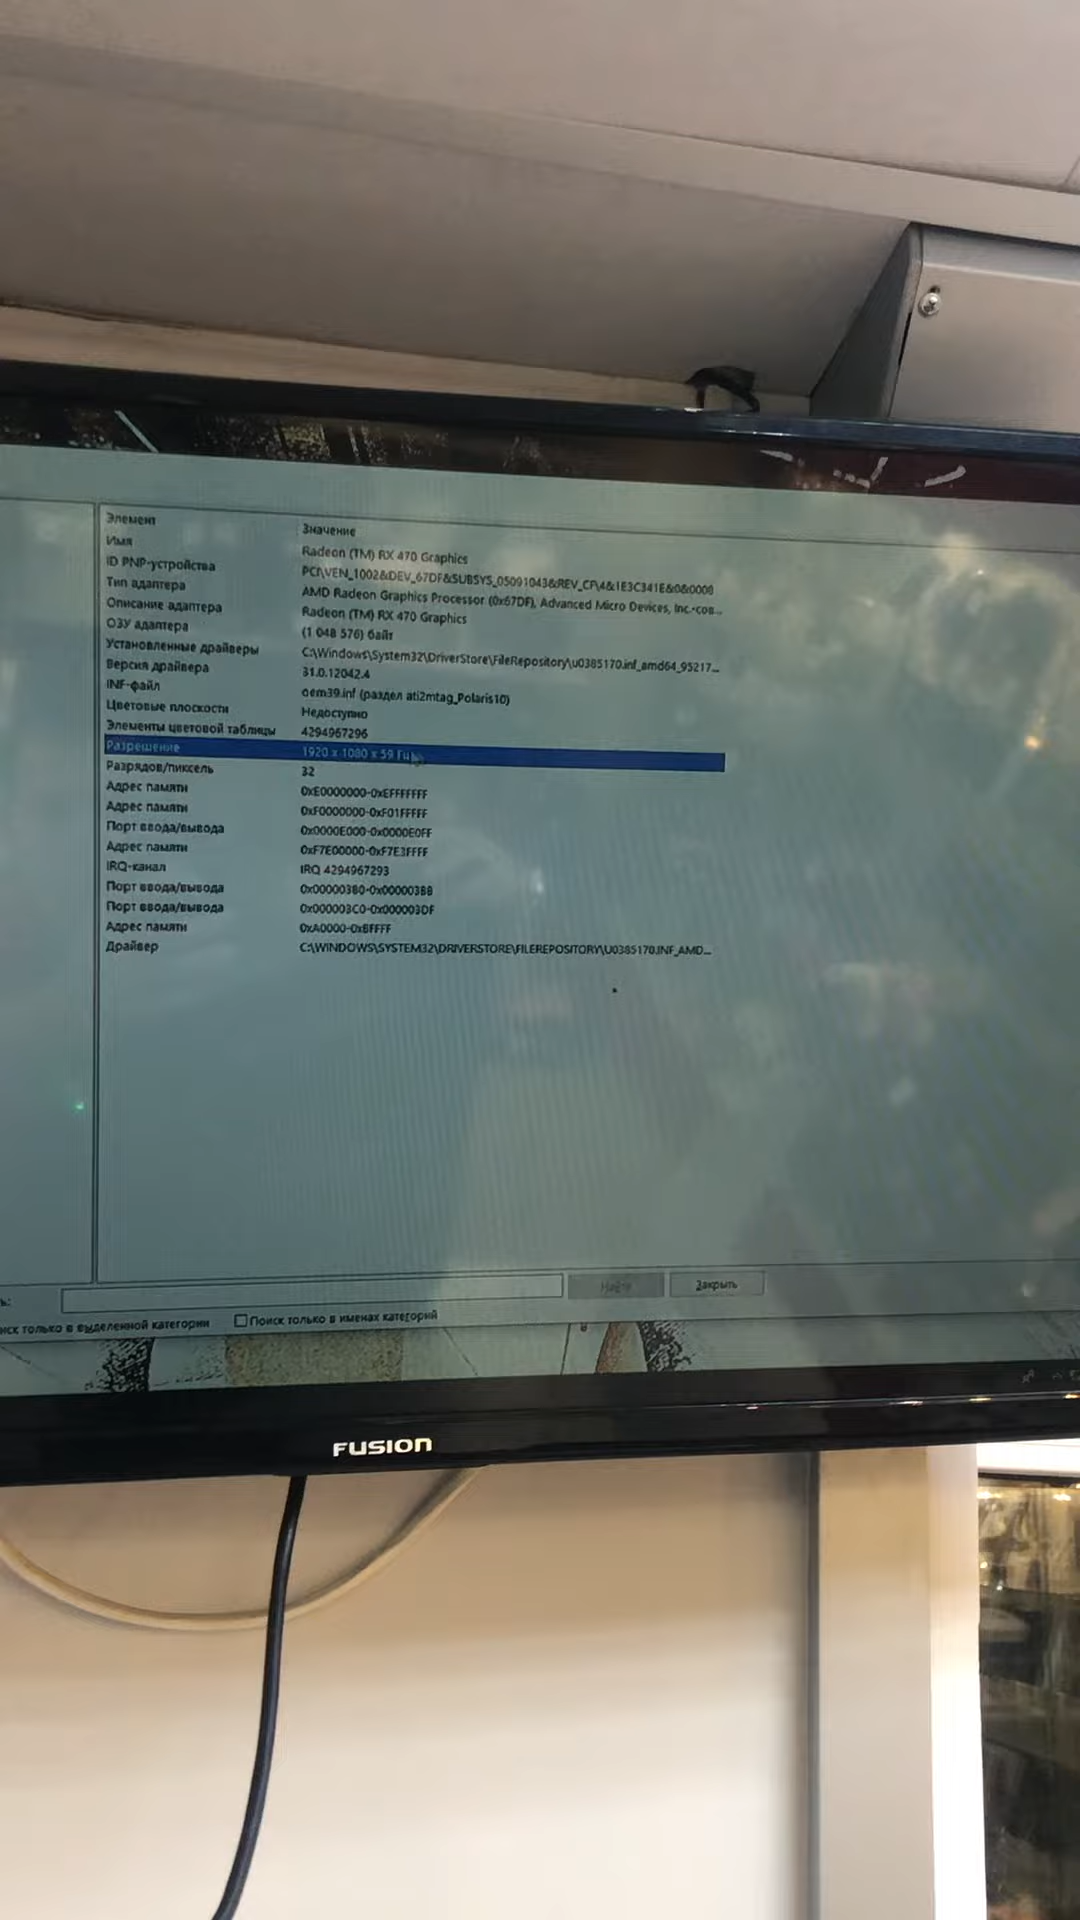 Элемент Значение
Имя Radeon (TM) RX 470 Graphics
ID PNP-устройства PCI\VEN_1002&DEV_67DF&SUBSYS_05091043&REV_CF\4&1E3C341E&0&0008
Тип адаптера AMD Radeon Graphics Processor (0x67DF), Advanced Micro Devices, Inc.-сов...
Описание адаптера Radeon (TM) RX 470 Graphics
ОЗУ адаптера (1 048 576) байт
Установленные драйверы C:\Windows\System32\DriverStore\FileRepository\u0385170.inf_amd64_95217...
Версия драйвера 31.0.12042.4
INF-файл oem39.inf (раздел ati2mtag_Polaris10)
Цветовые плоскости Недоступно
Элементы цветовой таблицы 4294967296
Разрешение 1920 x 1080 x 59 Гц
Разрядов/пиксель 32
Адрес памяти 0xE0000000-0xEFFFFFFF
Адрес памяти 0xF0000000-0xF01FFFFF
Порт ввода/вывода 0x0000E000-0x0000E0FF
Адрес памяти 0xF7E00000-0xF7E3FFFF
IRQ-канал IRQ 4294967293
Порт ввода/вывода 0x000003B0-0x000003BB
Порт ввода/вывода 0x000003C0-0x000003DF
Адрес памяти 0xA0000-0xBFFFF
Драйвер C:\WINDOWS\SYSTEM32\DRIVERSTORE\FILEREPOSITORY\U0385170.INF_AMD...
ь: Найти Закрыть
иск только в выделенной категории Поиск только в именах категорий
FUSION